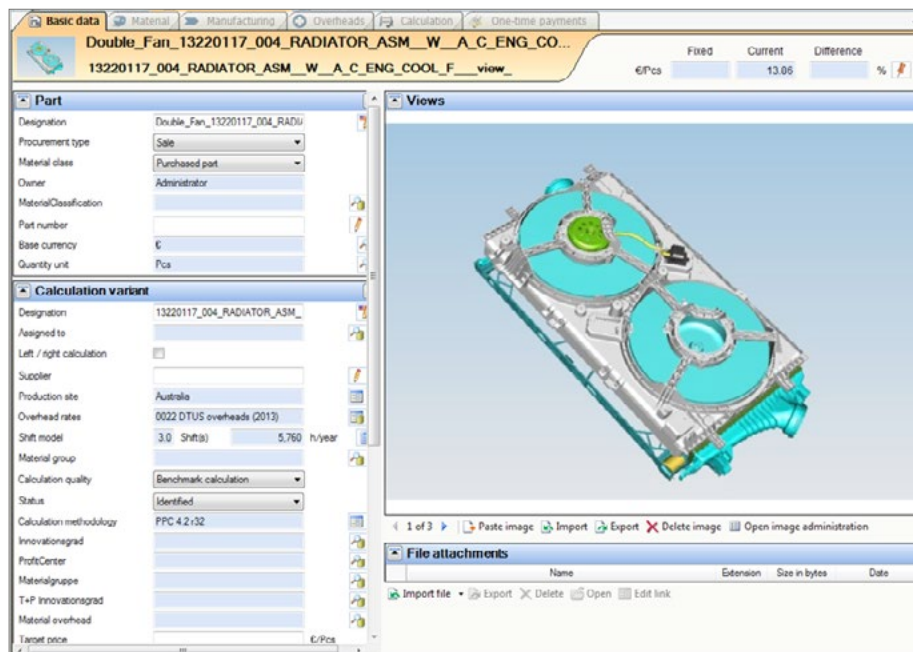 Basic data Material Manufacturing Overheads Calculation One-time payments
Double_Fan_13220117_004_RADIATOR_ASM__W__A_C_ENG_CO...
13220117_004_RADIATOR_ASM__W__A_C_ENG_COOL_F___view_
Fixed Current Difference
€/Pcs 13.06 %
Part
Designation Double_Fan_13220117_004_RADI
Procurement type Sale
Material class Purchased part
Owner Administrator
MaterialClassification
Part number
Base currency €
Quantity unit Pcs
Calculation variant
Designation 13220117_004_RADIATOR_ASM_
Assigned to
Left / right calculation
Supplier
Production site Australia
Overhead rates 0022 DTUS overheads (2013)
Shift model 3.0 Shift(s) 5,760 h/year
Material group
Calculation quality Benchmark calculation
Status Identified
Calculation methodology PPC 4.2 r32
Innovationsgrad
ProfitCenter
Materialgruppe
T+P Innovationsgrad
Material overhead
Target price €/Pcs
Views
1 of 3 Paste image Import Export Delete image Open image administration
File attachments
Name Extension Size in bytes Date
Import file Export Delete Open Edit link